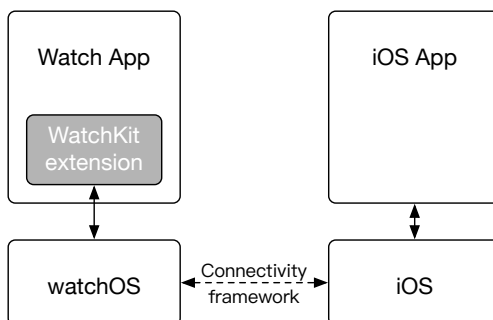 Watch App
iOS App
WatchKit
extension
watchOS
Connectivity
framework
iOS